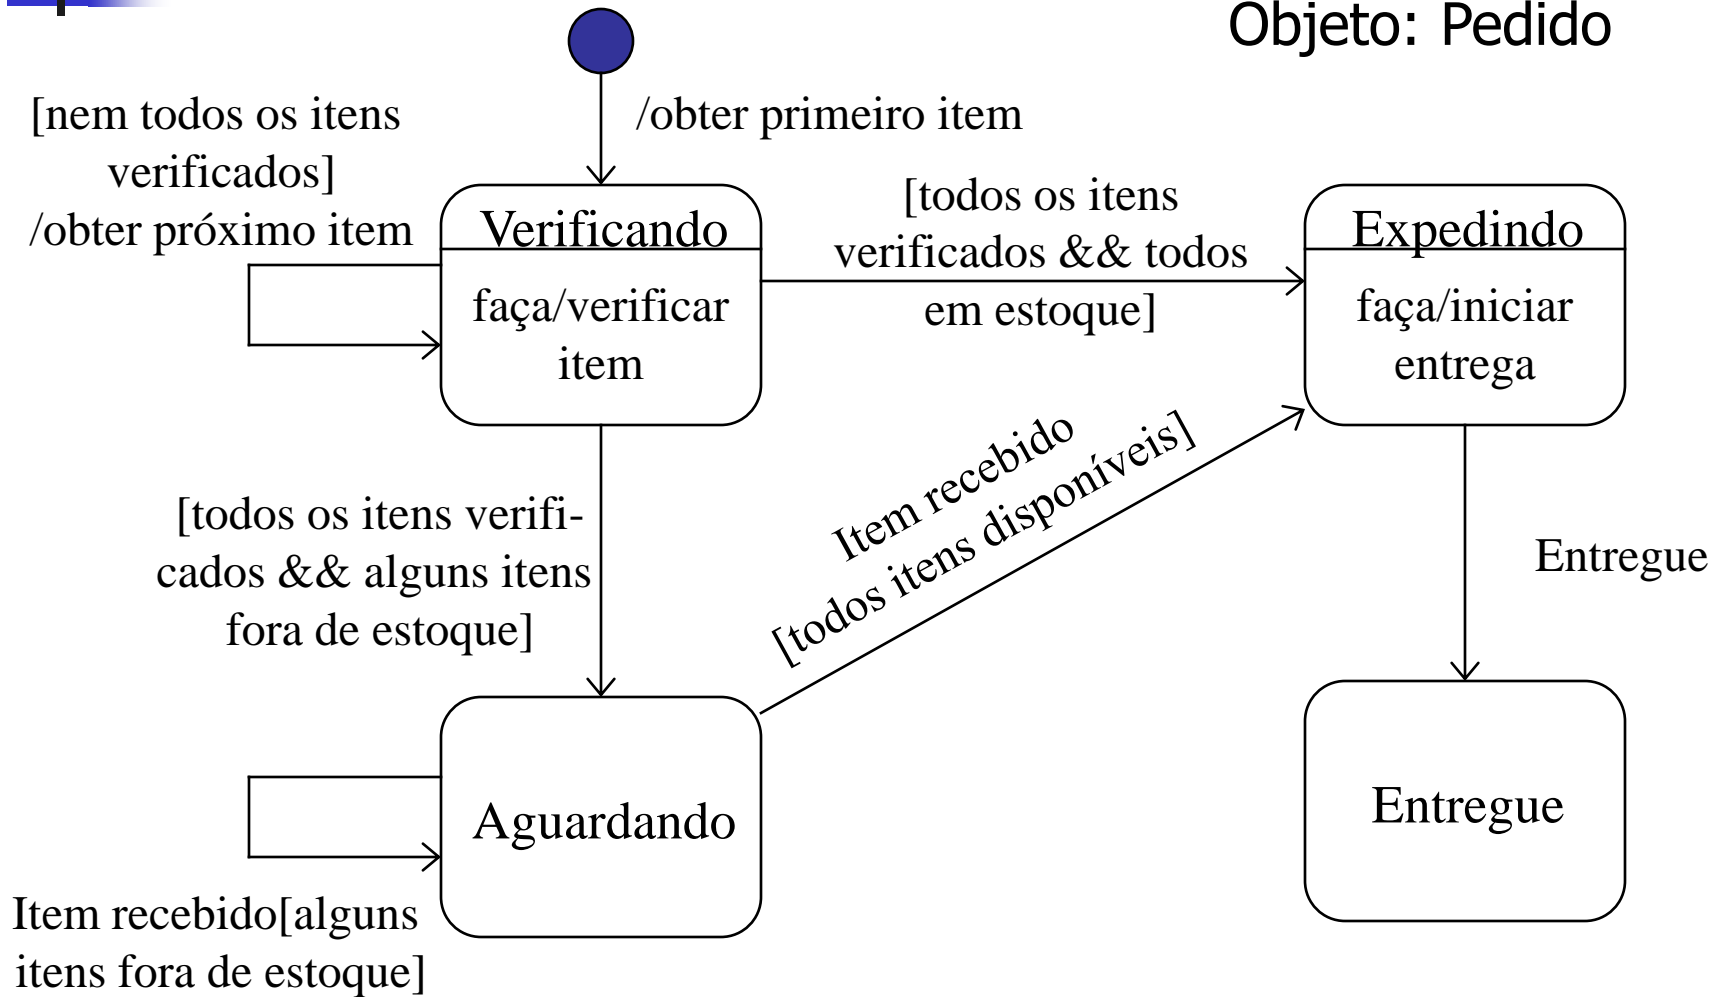 Objeto: Pedido
[nem todos os itens
verificados]
/obter próximo item
/obter primeiro item
Verificando
faça/verificar
item
[todos os itens
verificados && todos
em estoque]
Expedindo
faça/iniciar
entrega
[todos os itens verifi-
cados && alguns itens
fora de estoque]
Item recebido
[todos itens disponíveis]
Entregue
Aguardando
Entregue
Item recebido[alguns
itens fora de estoque]